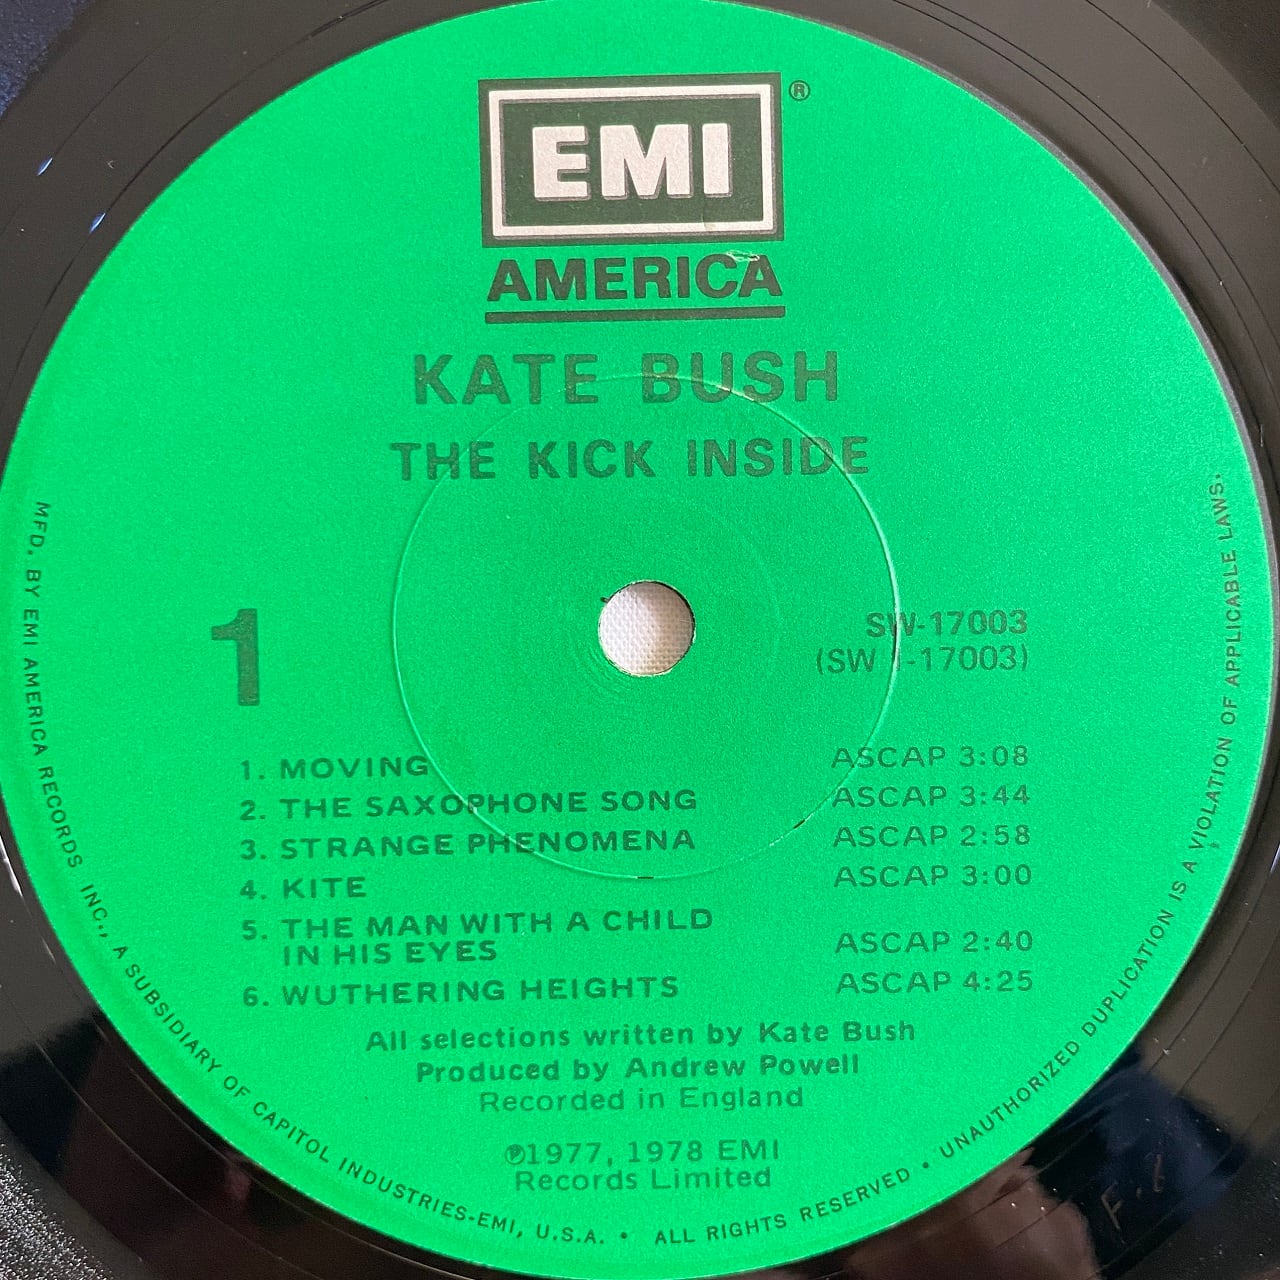 EMI ®
AMERICA
KATE BUSH
THE KICK INSIDE
1
SW-17003
(SW 1-17003)
1. MOVING ASCAP 3:08
2. THE SAXOPHONE SONG ASCAP 3:44
3. STRANGE PHENOMENA ASCAP 2:58
4. KITE ASCAP 3:00
5. THE MAN WITH A CHILD
IN HIS EYES ASCAP 2:40
6. WUTHERING HEIGHTS ASCAP 4:25
All selections written by Kate Bush
Produced by Andrew Powell
Recorded in England
℗1977, 1978 EMI
Records Limited
MFD. BY EMI AMERICA RECORDS INC., A SUBSIDIARY OF CAPITOL INDUSTRIES-EMI, U.S.A. • ALL RIGHTS RESERVED • UNAUTHORIZED DUPLICATION IS A VIOLATION OF APPLICABLE LAWS.